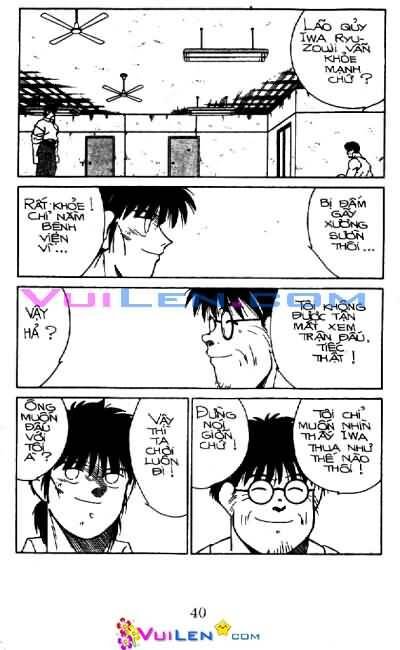 LÃO QỦY
IWA RYU-
ZOUJI VẪN
KHỎE
MẠNH
CHỨ ?
BỊ ĐẤM
GÃY
XƯƠNG
SƯỜN
THÔI...
RẤT KHỎE !
CHỈ NẰM
BỆNH
VIỆN
VÌ...
TÔI KHÔNG
ĐƯỢC TẬN
MẮT XEM
TRẬN ĐẤU,
TIẾC
THẬT !
VẬY
HẢ ?
VUILEN.COM
TÔI CHỈ
MUỐN NHÌN
THẤY IWA
THUA NHƯ
THẾ NÀO
THÔI !
ĐỪNG
NÓI
GIỠN
CHỨ !
VẬY
THÌ
TA
CHƠI
LUÔN
ĐI !
ÔNG
MUỐN
ĐẤU
VỚI
TÔI
À ?
40
VUILEN.COM